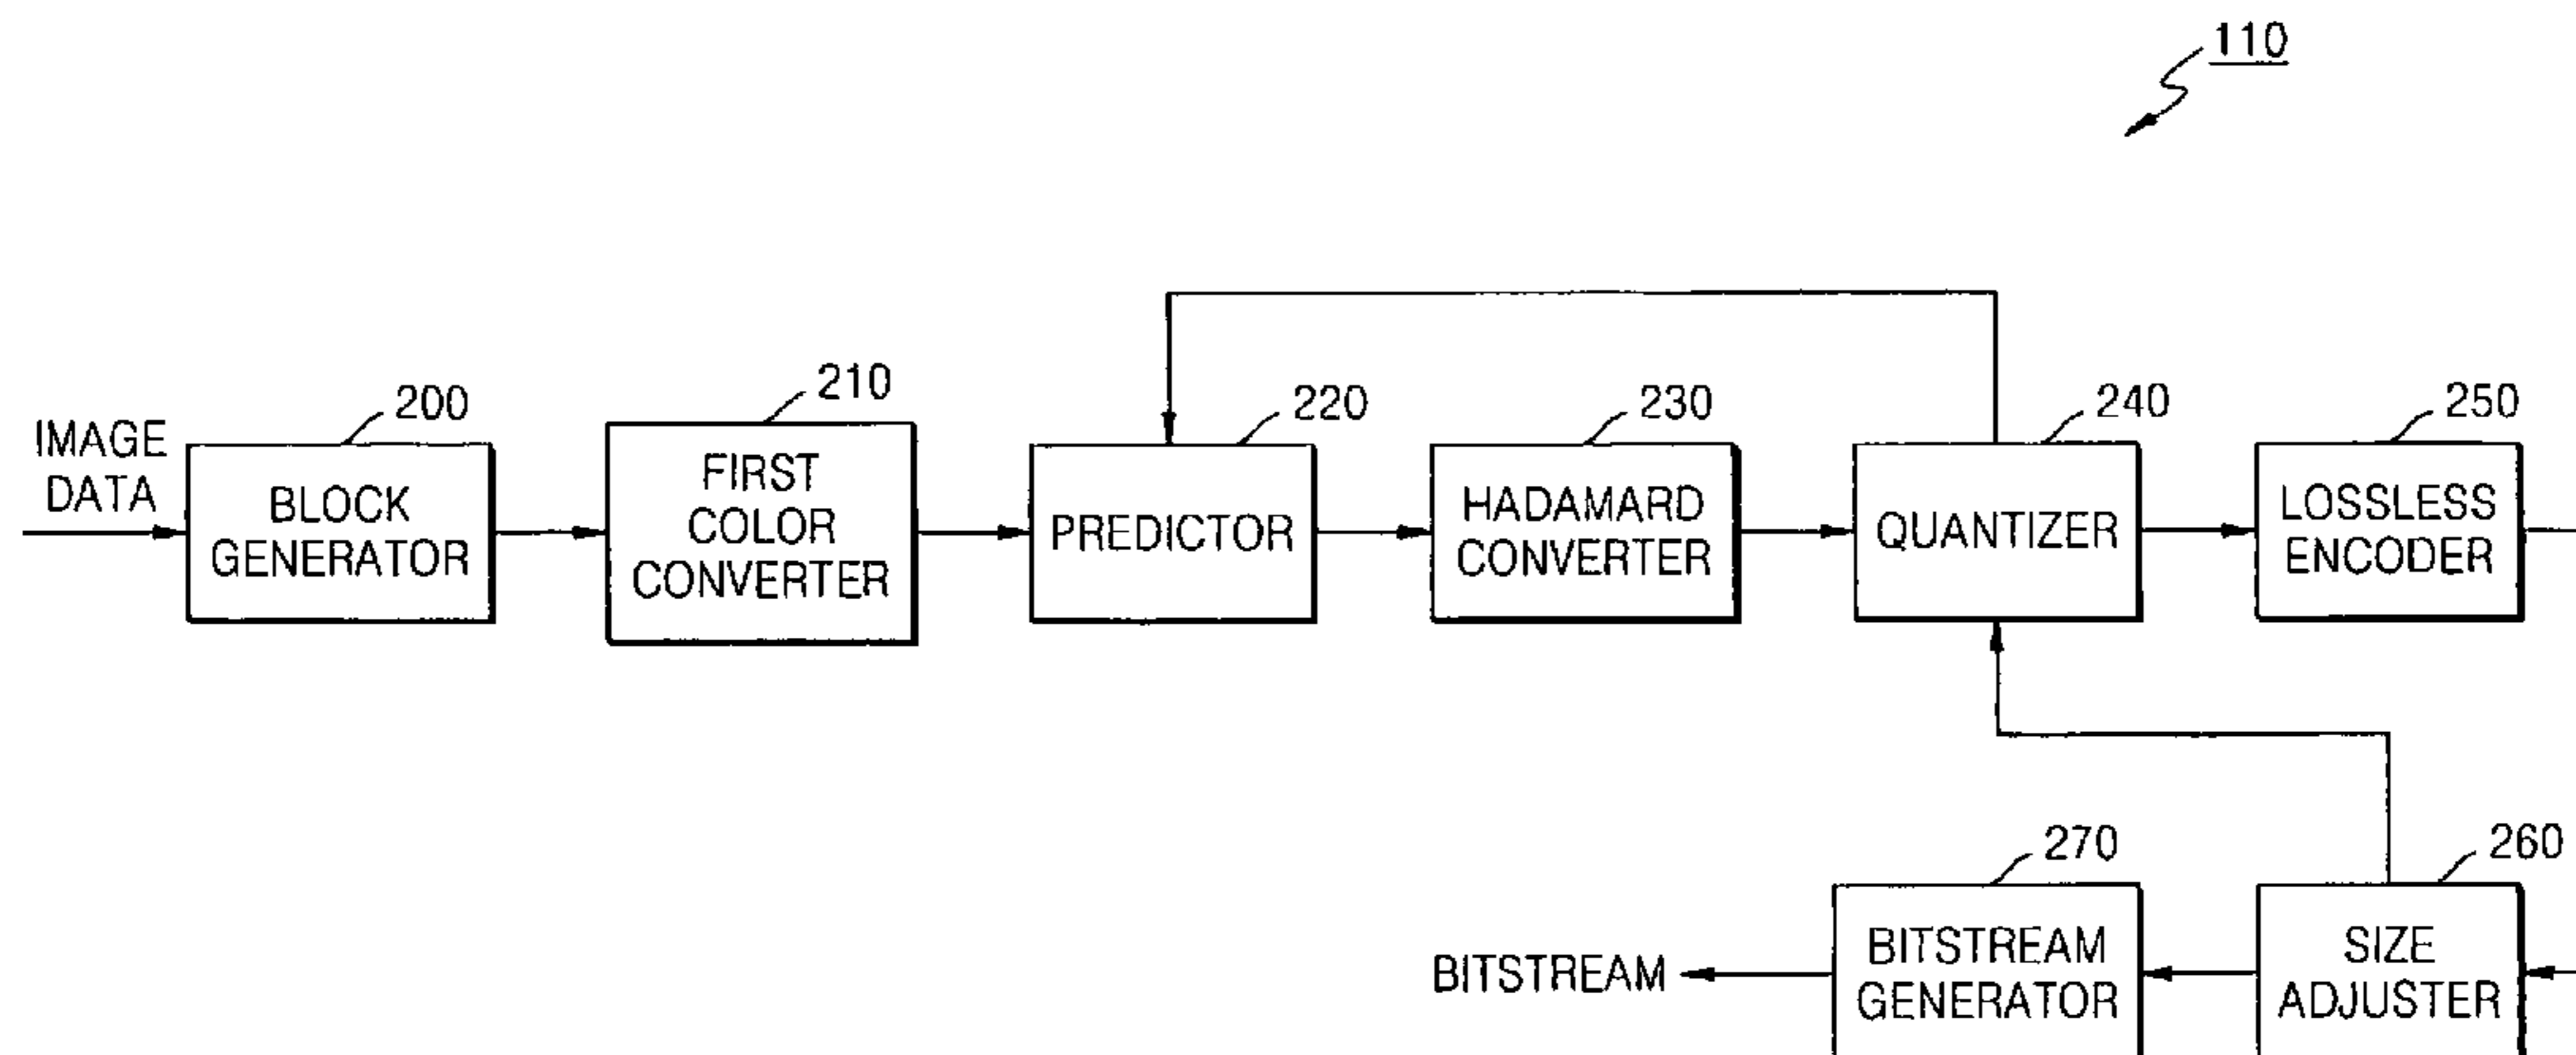 110
IMAGE
DATA
200
BLOCK
GENERATOR
210
FIRST
COLOR
CONVERTER
220
PREDICTOR
230
HADAMARD
CONVERTER
240
QUANTIZER
250
LOSSLESS
ENCODER
260
SIZE
ADJUSTER
270
BITSTREAM
GENERATOR
BITSTREAM